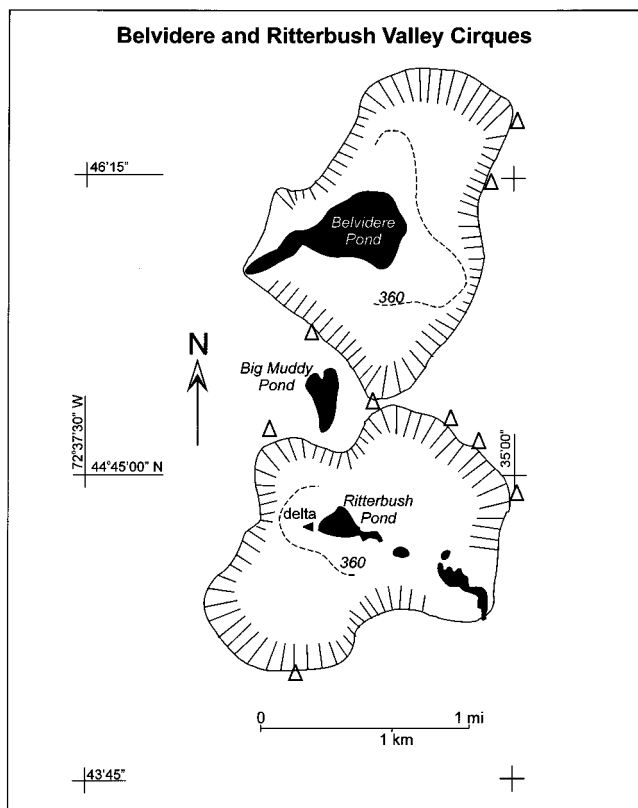 Belvidere and Ritterbush Valley Cirques
46'15"
Belvidere
Pond
360
N
Big Muddy
Pond
72°37'30" W
44°45'00" N
35'00"
Ritterbush
Pond
delta
360
0
1 mi
1 km
43'45"